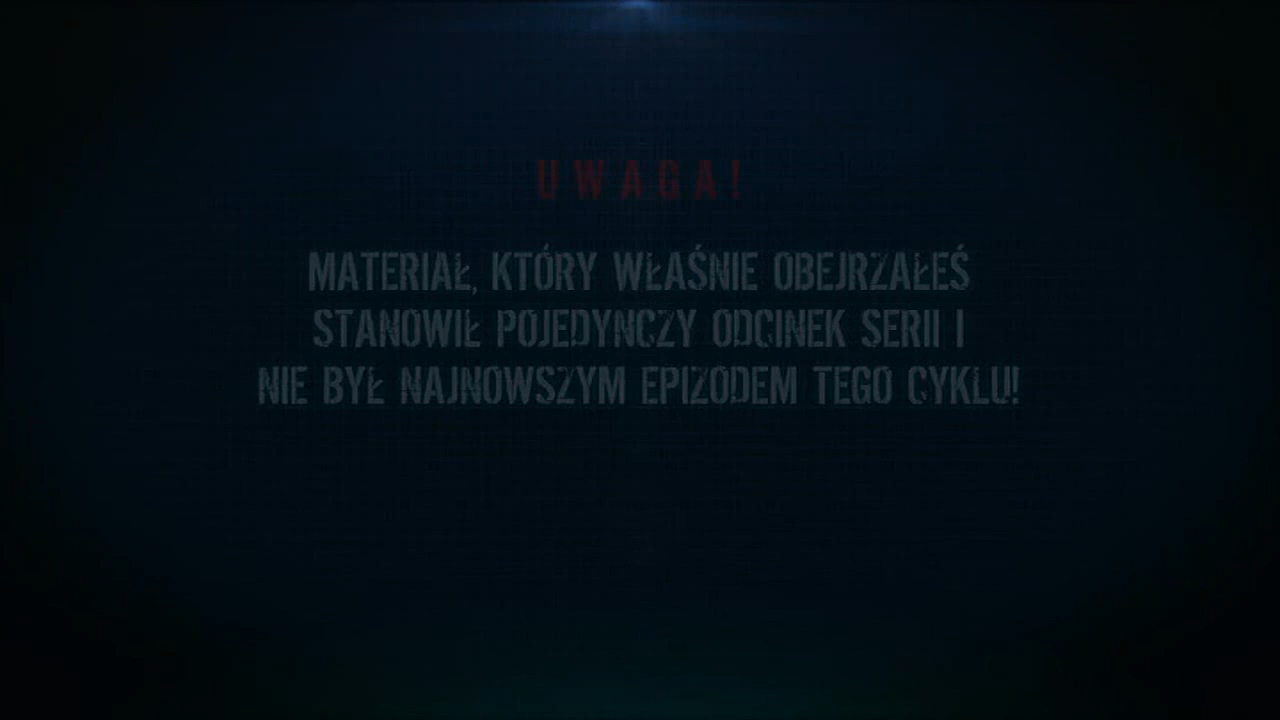 UWAGA!
MATERIAŁ, KTÓRY WŁAŚNIE OBEJRZAŁEŚ
STANOWIŁ POJEDYNCZY ODCINEK SERII I
NIE BYŁ NAJNOWSZYM EPIZODEM TEGO CYKLU!